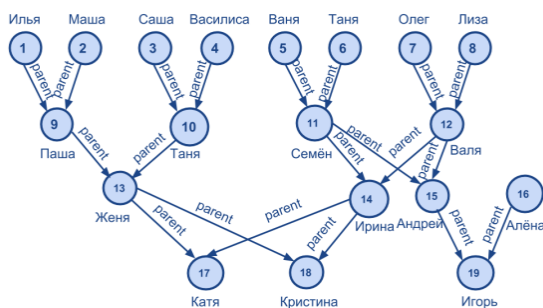 Илья Маша Саша Василиса Ваня Таня Олег Лиза
1 2 3 4 5 6 7 8
parent parent parent parent parent parent parent parent
9 10 11 12
Паша Таня Семён Валя
parent parent parent parent parent parent
13 14 15 16
Женя Ирина Андрей Алёна
parent parent parent parent parent parent
17 18 19
Катя Кристина Игорь